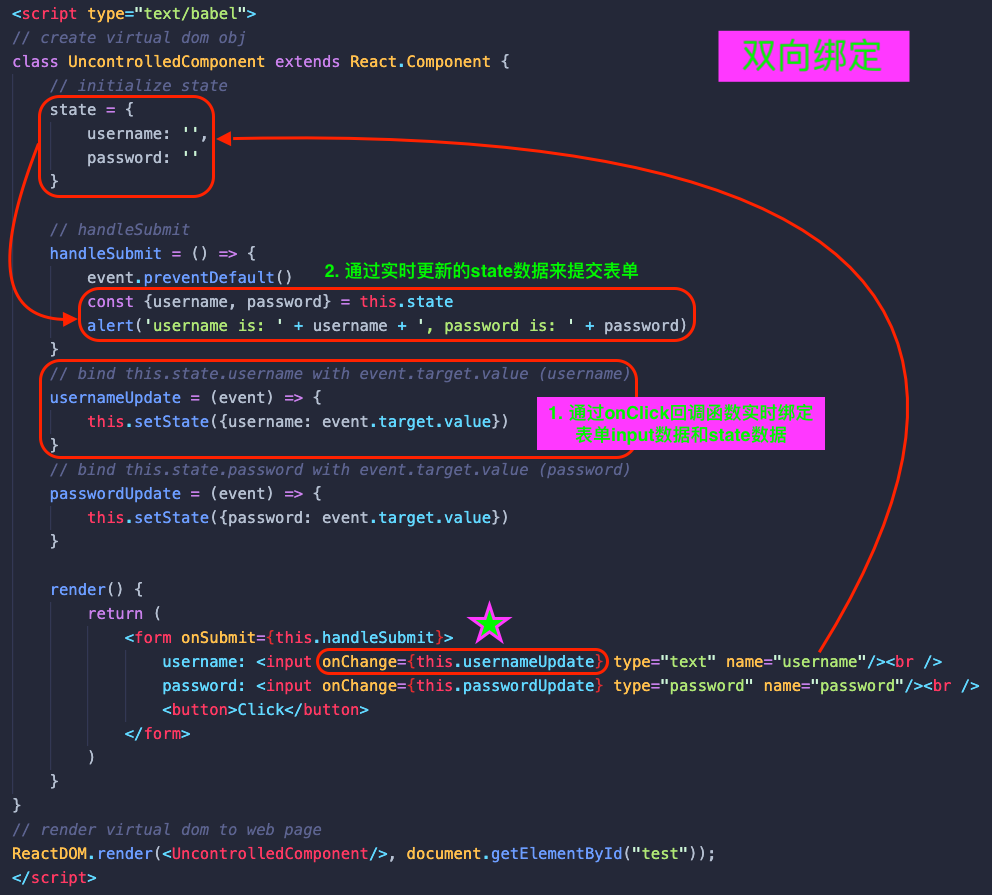 <script type="text/babel">
// create virtual dom obj
class UncontrolledComponent extends React.Component {
双向绑定
// initialize state
state = {
username: '',
password: ''
}
// handleSubmit
handleSubmit = () => {
event.preventDefault()
2. 通过实时更新的state数据来提交表单
const {username, password} = this.state
alert('username is: ' + username + ', password is: ' + password)
}
// bind this.state.username with event.target.value (username)
usernameUpdate = (event) => {
this.setState({username: event.target.value})
}
1. 通过onClick回调函数实时绑定
表单input数据和state数据
// bind this.state.password with event.target.value (password)
passwordUpdate = (event) => {
this.setState({password: event.target.value})
}
render() {
return (
<form onSubmit={this.handleSubmit}>
username: <input onChange={this.usernameUpdate} type="text" name="username"/><br />
password: <input onChange={this.passwordUpdate} type="password" name="password"/><br />
<button>Click</button>
</form>
)
}
}
// render virtual dom to web page
ReactDOM.render(<UncontrolledComponent/>, document.getElementById("test"));
</script>